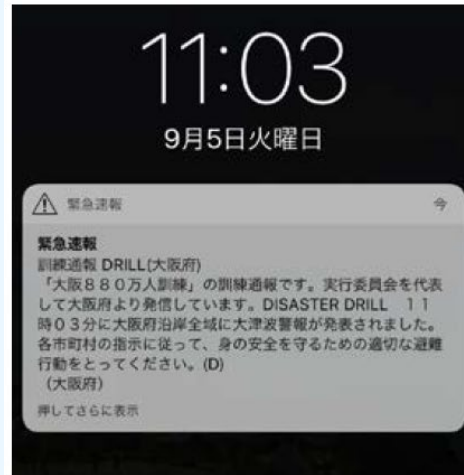 11:03
9月5日火曜日
緊急速報
今
緊急速報
訓練通報 DRILL(大阪府)
「大阪８８０万人訓練」の訓練通報です。実行委員会を代表
して大阪府より発信しています。DISASTER DRILL　１１
時０３分に大阪府沿岸全域に大津波警報が発表されました。
各市町村の指示に従って、身の安全を守るための適切な避難
行動をとってください。(D)
（大阪府）
押してさらに表示